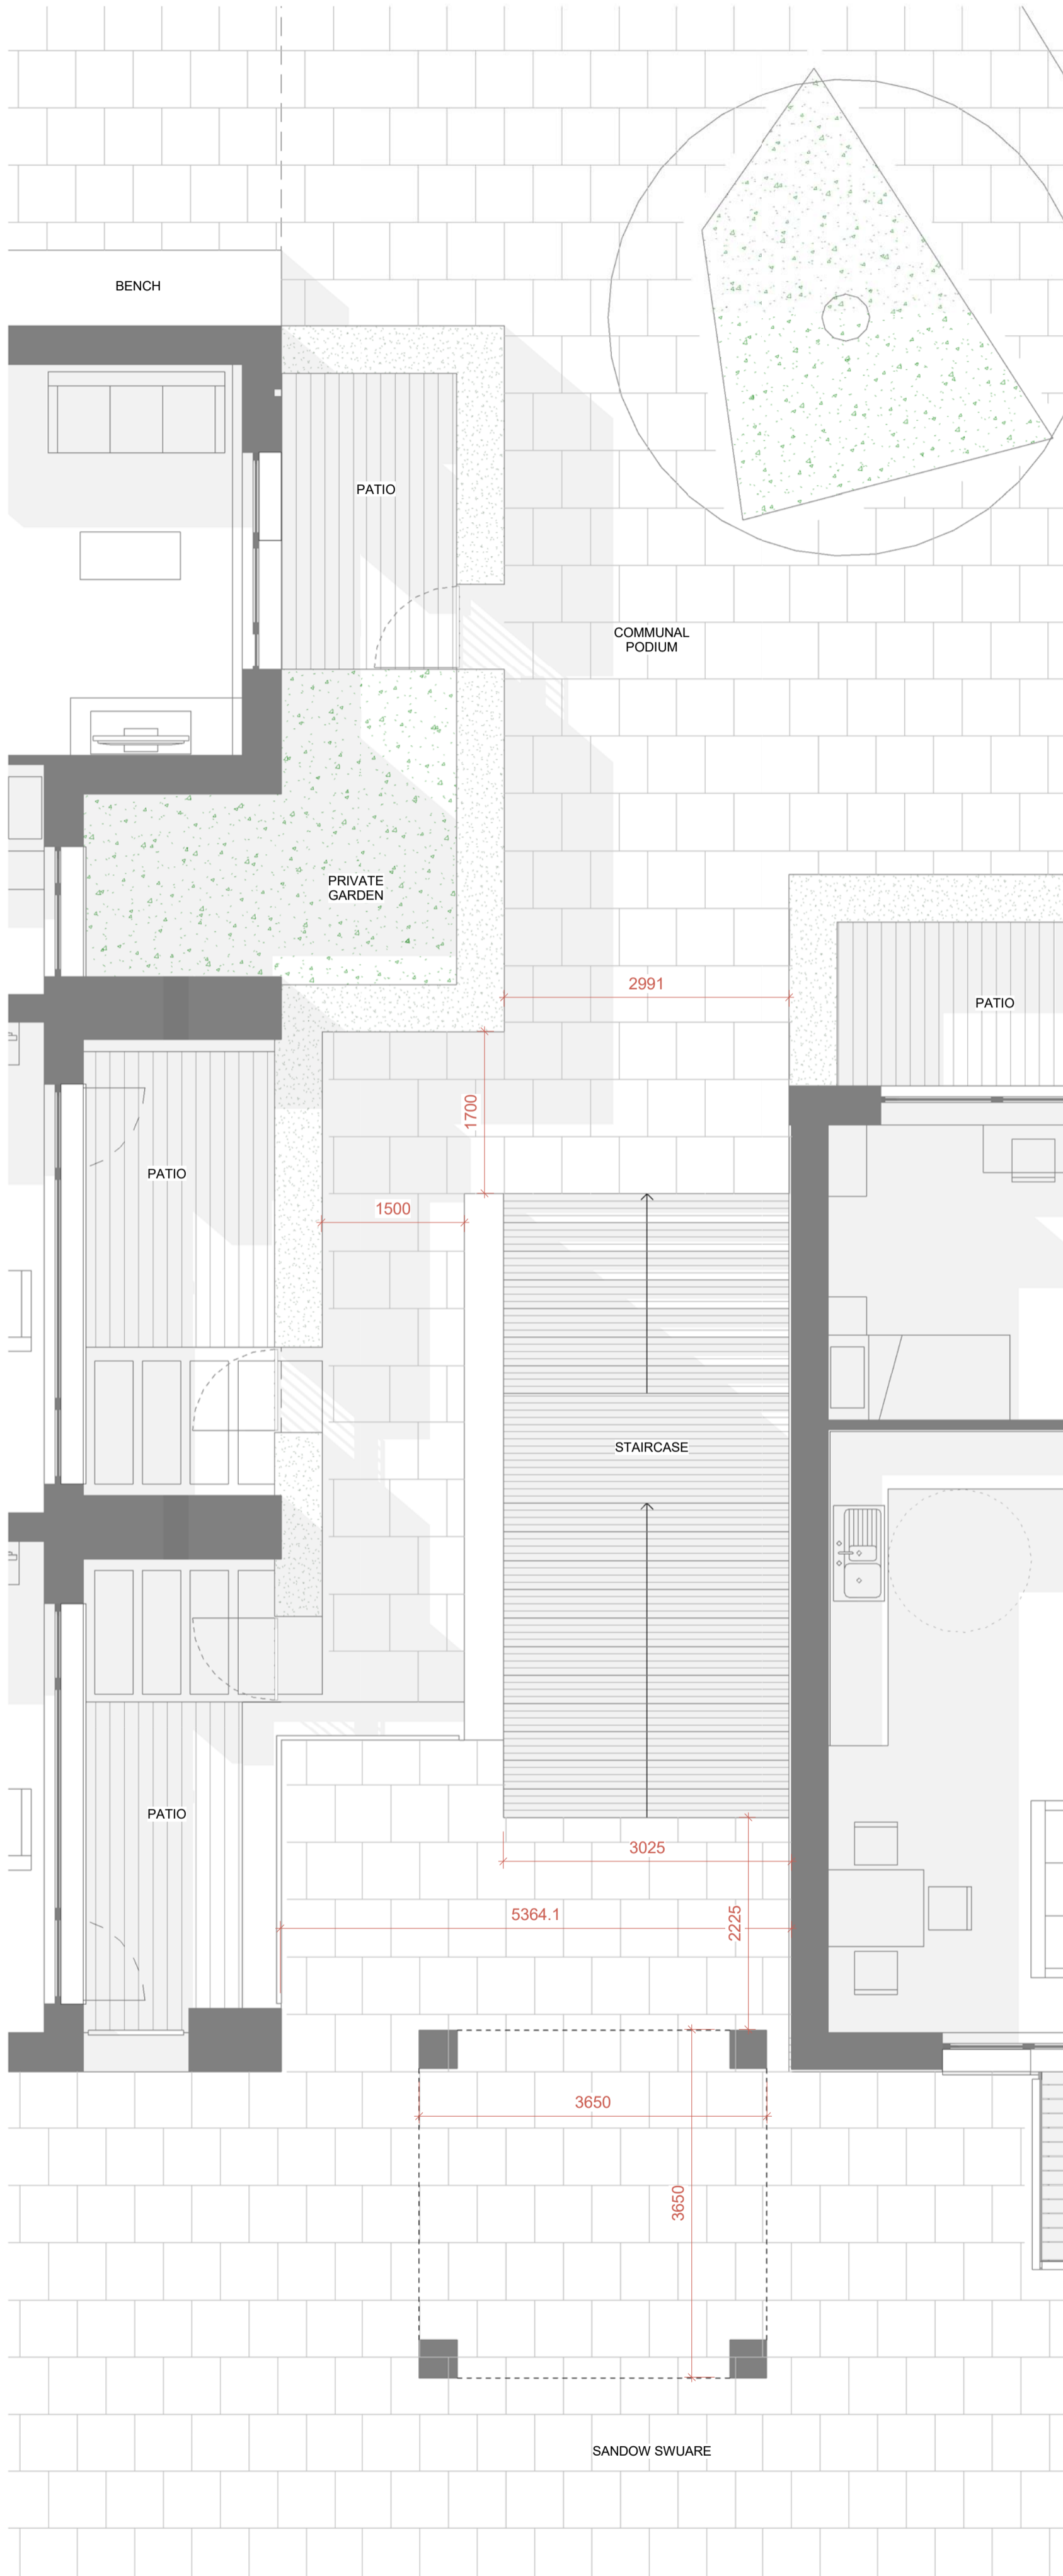 BENCH
PATIO
COMMUNAL
PODIUM
PRIVATE
GARDEN
2991
PATIO
1700
PATIO
1500
STAIRCASE
PATIO
3025
5364.1
2225
3650
3650
SANDOW SWUARE